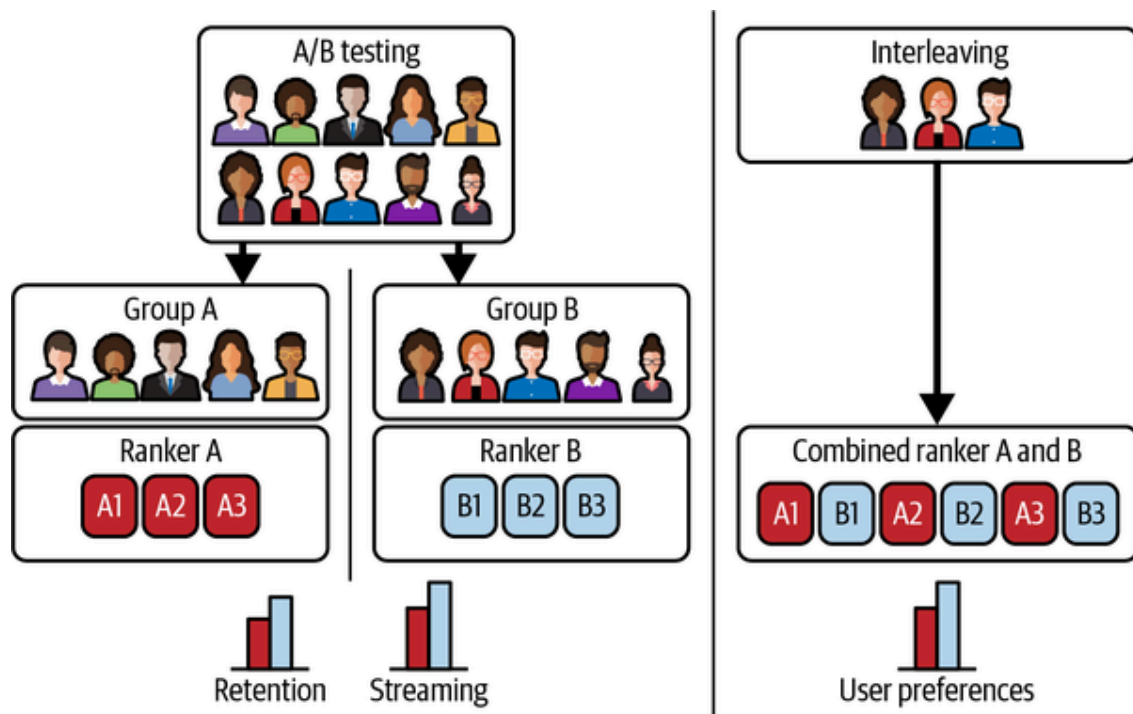 A/B testing
Group A
Group B
Ranker A
A1 A2 A3
Ranker B
B1 B2 B3
Retention
Streaming
Interleaving
Combined ranker A and B
A1 B1 A2 B2 A3 B3
User preferences